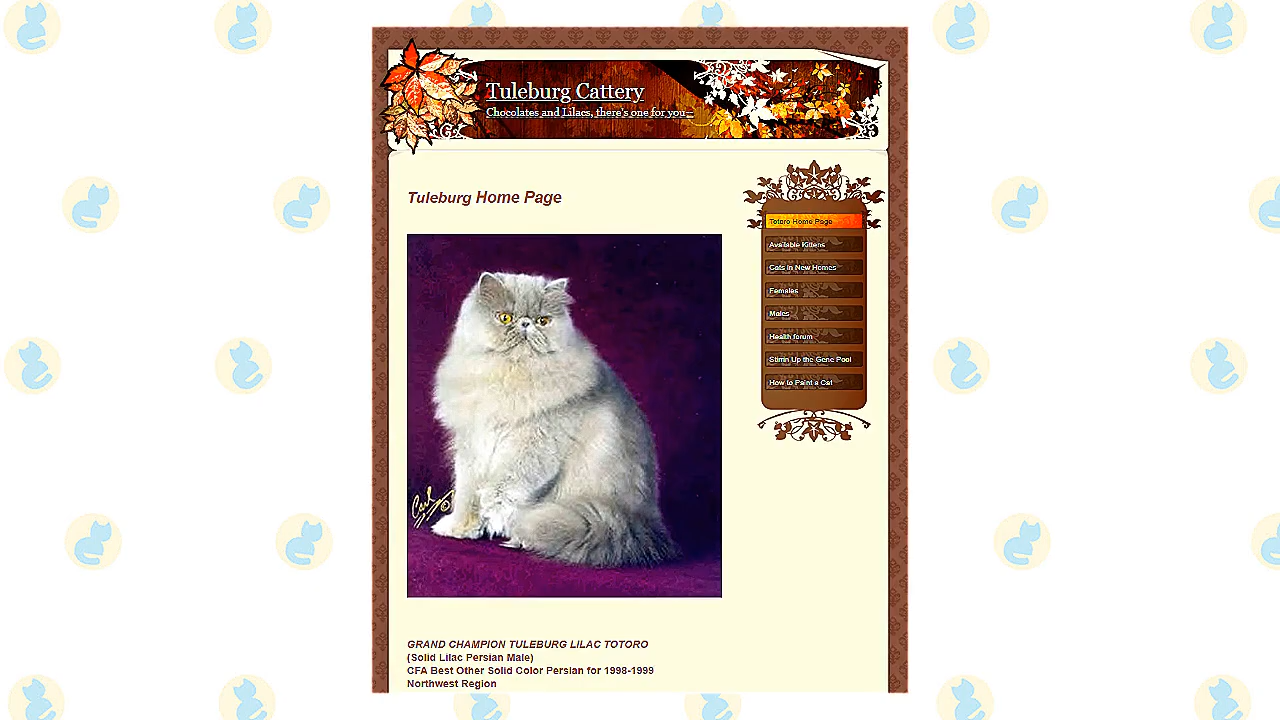 Tuleburg Cattery
Chocolates and Lilacs, there's one for you...
Tuleburg Home Page
Totoro Home Page
Available Kittens
Cats In New Homes
Females
Males
Health forum
Stirrin Up the Gene Pool
How to Paint a Cat
Carl ©
GRAND CHAMPION TULEBURG LILAC TOTORO
(Solid Lilac Persian Male)
CFA Best Other Solid Color Persian for 1998-1999
Northwest Region